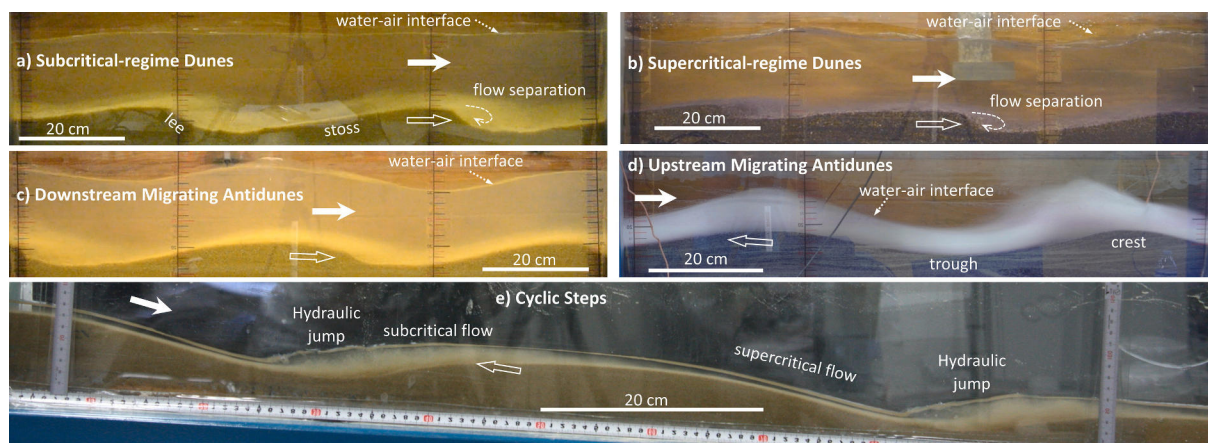 water-air interface
a) Subcritical-regime Dunes
flow separation
lee
stoss
20 cm
water-air interface
b) Supercritical-regime Dunes
flow separation
20 cm
water-air interface
c) Downstream Migrating Antidunes
20 cm
d) Upstream Migrating Antidunes
water-air interface
crest
20 cm
trough
e) Cyclic Steps
Hydraulic
jump
subcritical flow
supercritical flow
Hydraulic
jump
20 cm